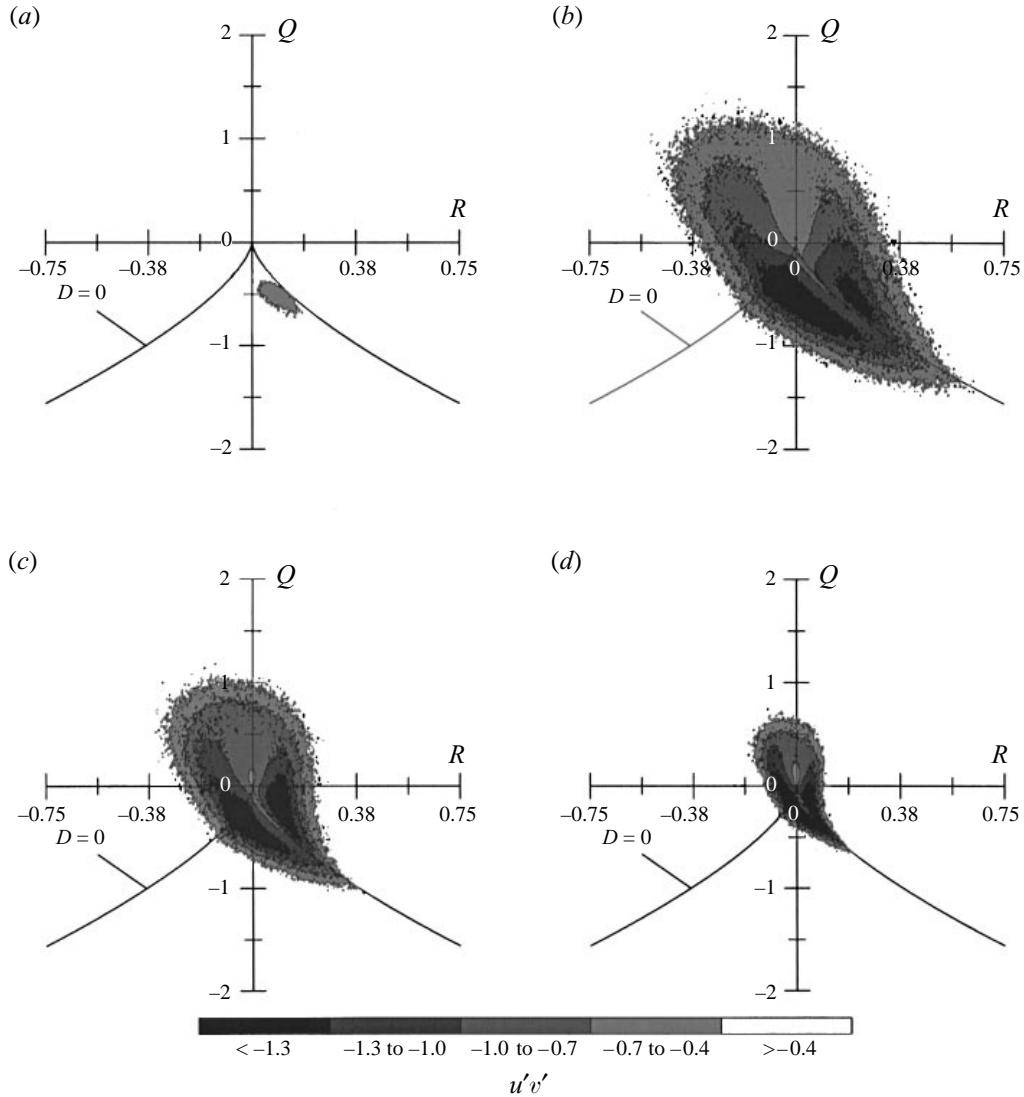 (a)
2 Q
1
R
0
–0.75 –0.38 0.38 0.75
D = 0
–1
–2
(b)
2 Q
1
R
0
–0.75 –0.38 0 0.38 0.75
D = 0
–1
–2
(c)
2 Q
1
R
0
–0.75 –0.38 0.38 0.75
D = 0
–1
–2
(d)
2 Q
1
R
0
–0.75 –0.38 0 0.38 0.75
D = 0
–1
–2
< –1.3 –1.3 to –1.0 –1.0 to –0.7 –0.7 to –0.4 >–0.4
u′v′